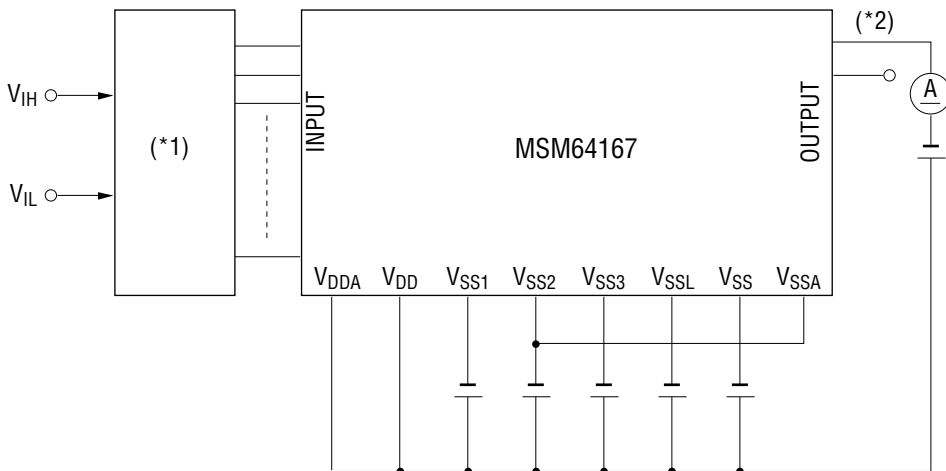 (*2)
V_IH
V_IL
(*1)
INPUT
MSM64167
OUTPUT
A
V_DDA V_DD V_SS1 V_SS2 V_SS3 V_SSL V_SS V_SSA